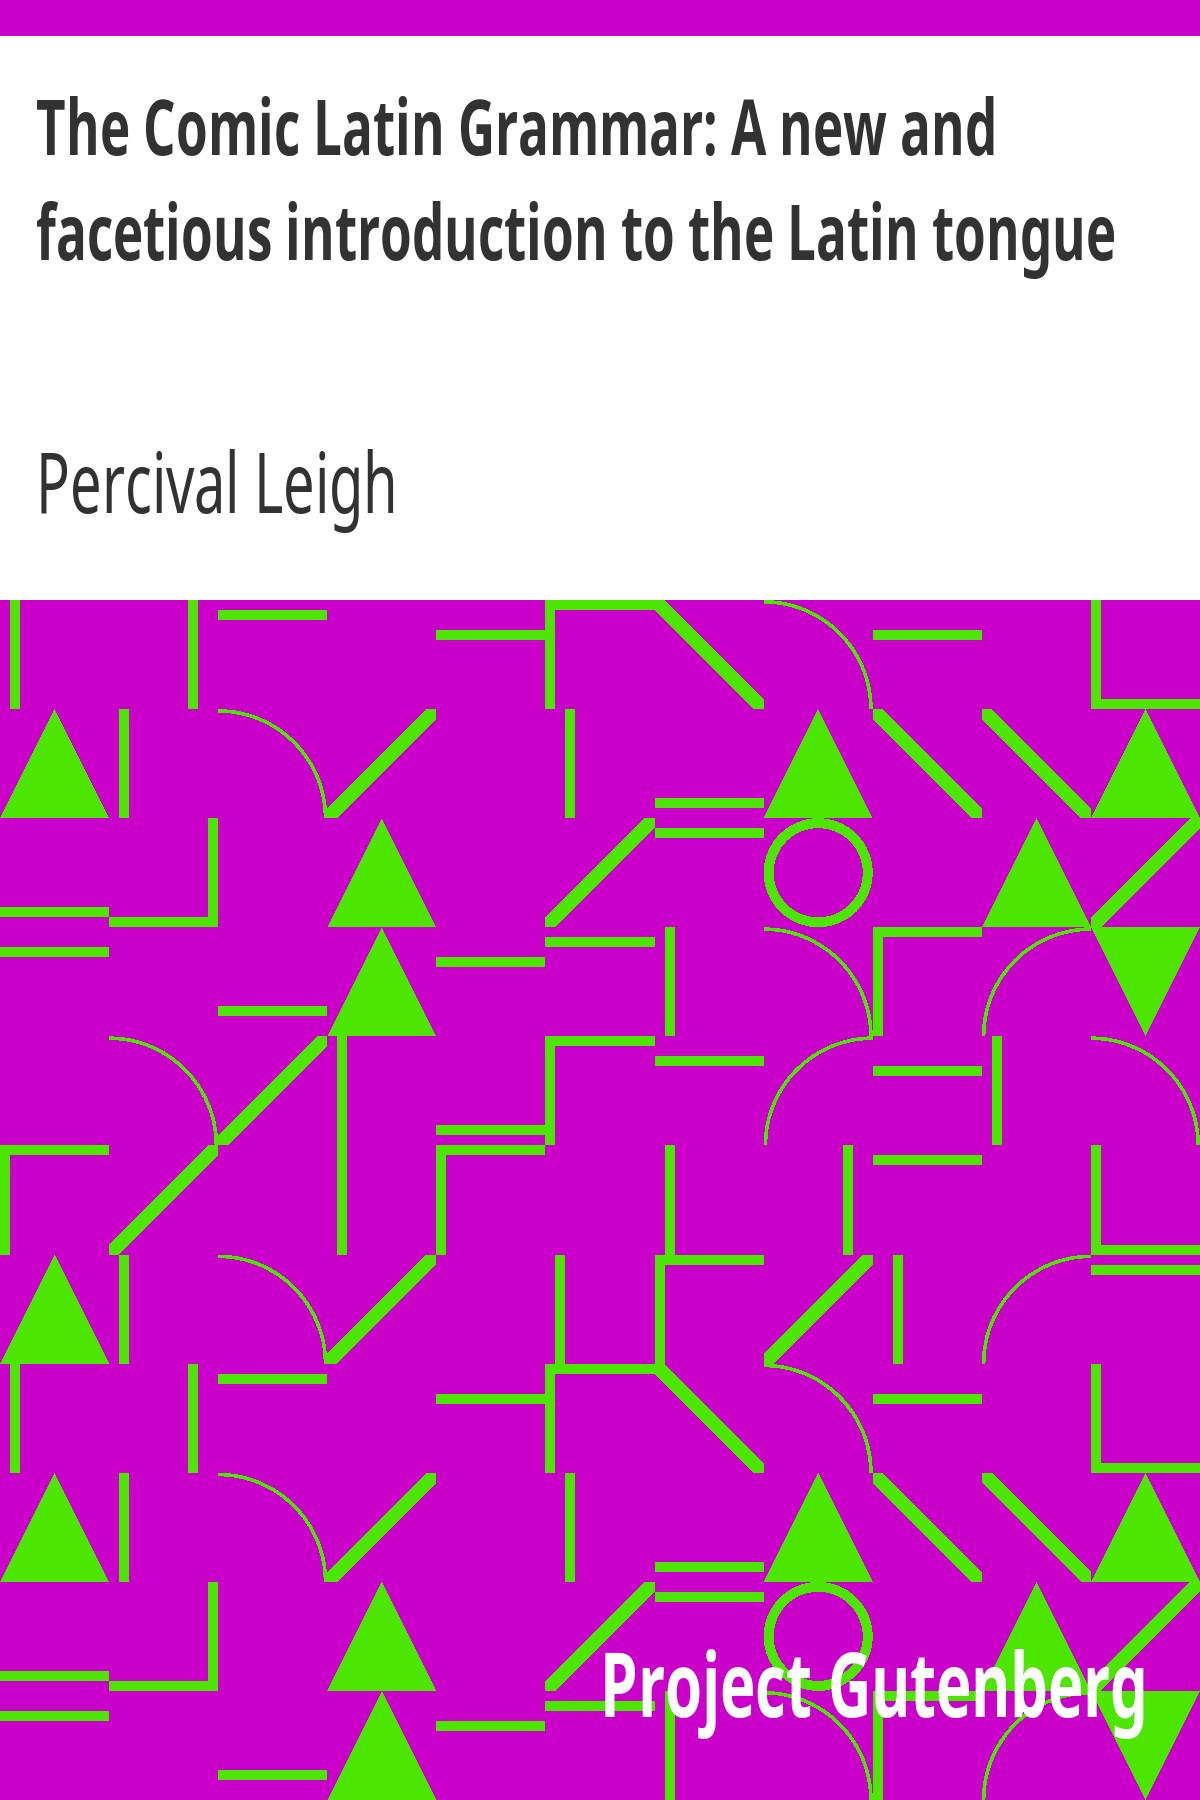 The Comic Latin Grammar: A new and
facetious introduction to the Latin tongue
Percival Leigh
Project Gutenberg